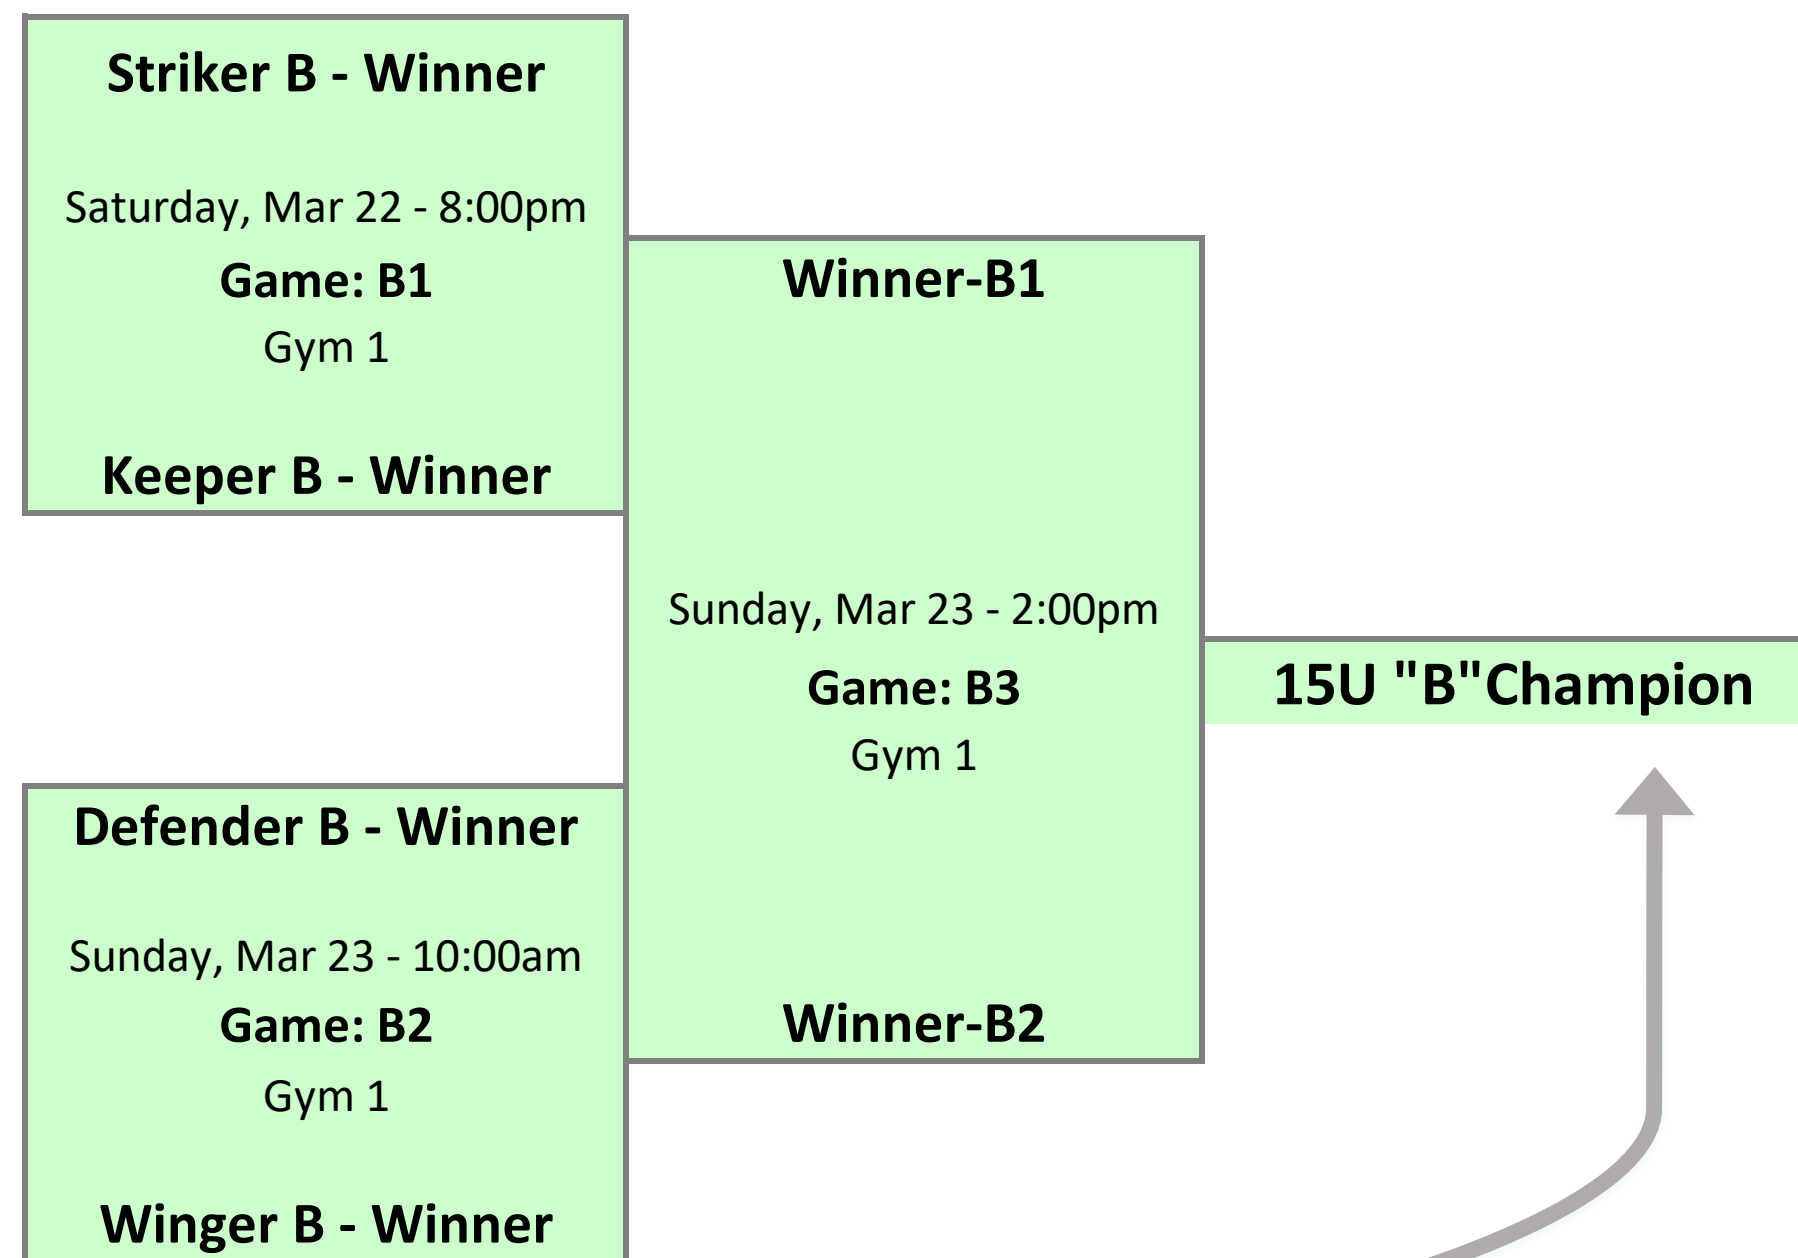 Striker B - Winner
Saturday, Mar 22 - 8:00pm
Game: B1
Gym 1
Keeper B - Winner
Winner-B1
Sunday, Mar 23 - 2:00pm
Game: B3
Gym 1
Winner-B2
15U "B"Champion
Defender B - Winner
Sunday, Mar 23 - 10:00am
Game: B2
Gym 1
Winger B - Winner